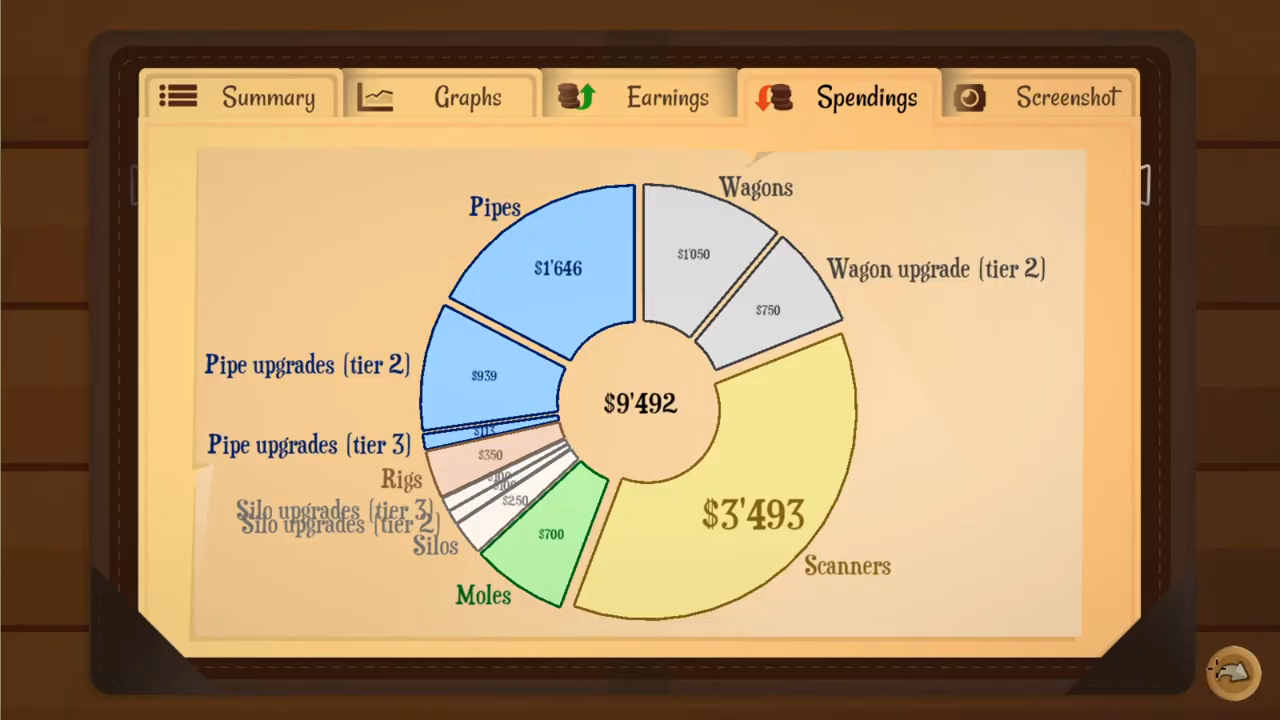 Summary
Graphs
Earnings
Spendings
Screenshot
Wagons
$1'050
Wagon upgrade (tier 2)
$750
Pipes
$1'646
Pipe upgrades (tier 2)
$939
$9'492
Pipe upgrades (tier 3)
Rigs
$350
Silo upgrades (tier 3)
$100
Silo upgrades (tier 2)
$100
Silos
$250
$3'493
Scanners
Moles
$700